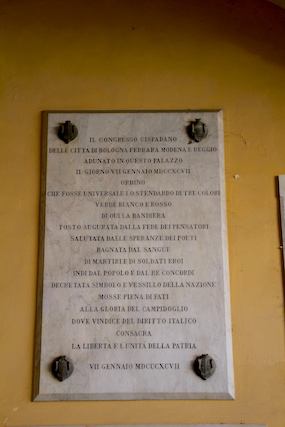 IL CONGRESSO CISPADANO
DELLE CITTÀ DI BOLOGNA FERRARA MODENA E REGGIO
ADUNATO IN QUESTO PALAZZO
IL GIORNO VII GENNAIO MDCCXCVII
ORDINÒ
CHE FOSSE UNIVERSALE LO STENDARDO DI TRE COLORI
VERDE BIANCO E ROSSO
DI QUELLA BANDIERA
TOSTO AUGURATA DALLA FEDE DEI PENSATORI
SALUTATA DALLE SPERANZE DEI POETI
BAGNATA DAL SANGUE
DI MARTIRI E DI SOLDATI EROI
INDI DAL POPOLO E DAL RE CONCORDI
DECRETATA SIMBOLO E VESSILLO DELLA NAZIONE
MOSSE PIENA DI FATI
ALLA GLORIA DEL CAMPIDOGLIO
DOVE VINDICE DEL DIRITTO ITALICO
CONSACRA
LA LIBERTÀ E L'UNITÀ DELLA PATRIA
VII GENNAIO MDCCCXCVII